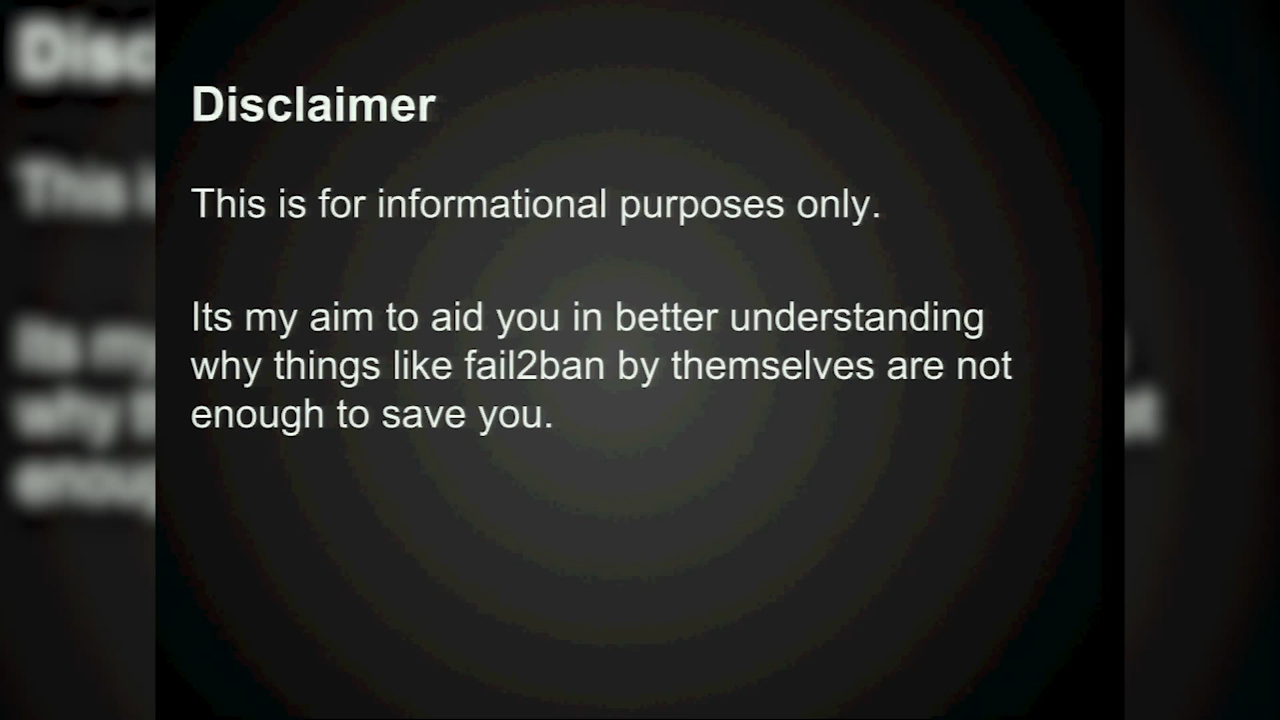 Disclaimer
This is for informational purposes only.
Its my aim to aid you in better understanding
why things like fail2ban by themselves are not
enough to save you.